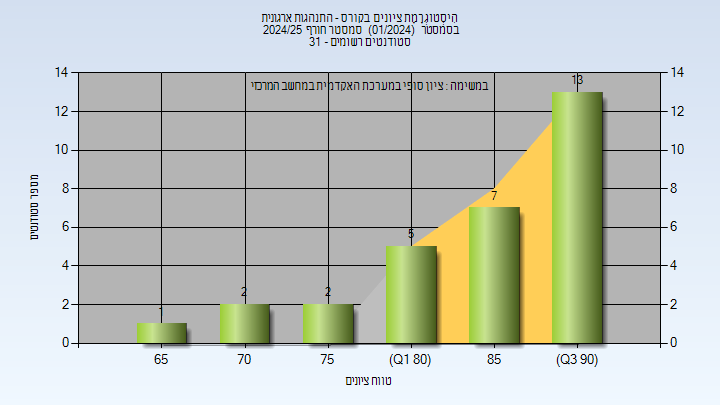 היסטוגרמת ציונים בקורס - התנהגות ארגונית
בסמסטר (01/2024) סמסטר חורף 2024/25
סטודנטים רשומים - 31
במשימה : ציון סופי במערכת האקדמית במחשב המרכזי
מספר סטודנטים
14 14
12 12
10 10
8 8
6 6
4 4
2 2
0 0
1 2 2 5 7 13
65 70 75 (Q1 80) 85 (Q3 90)
טווח ציונים